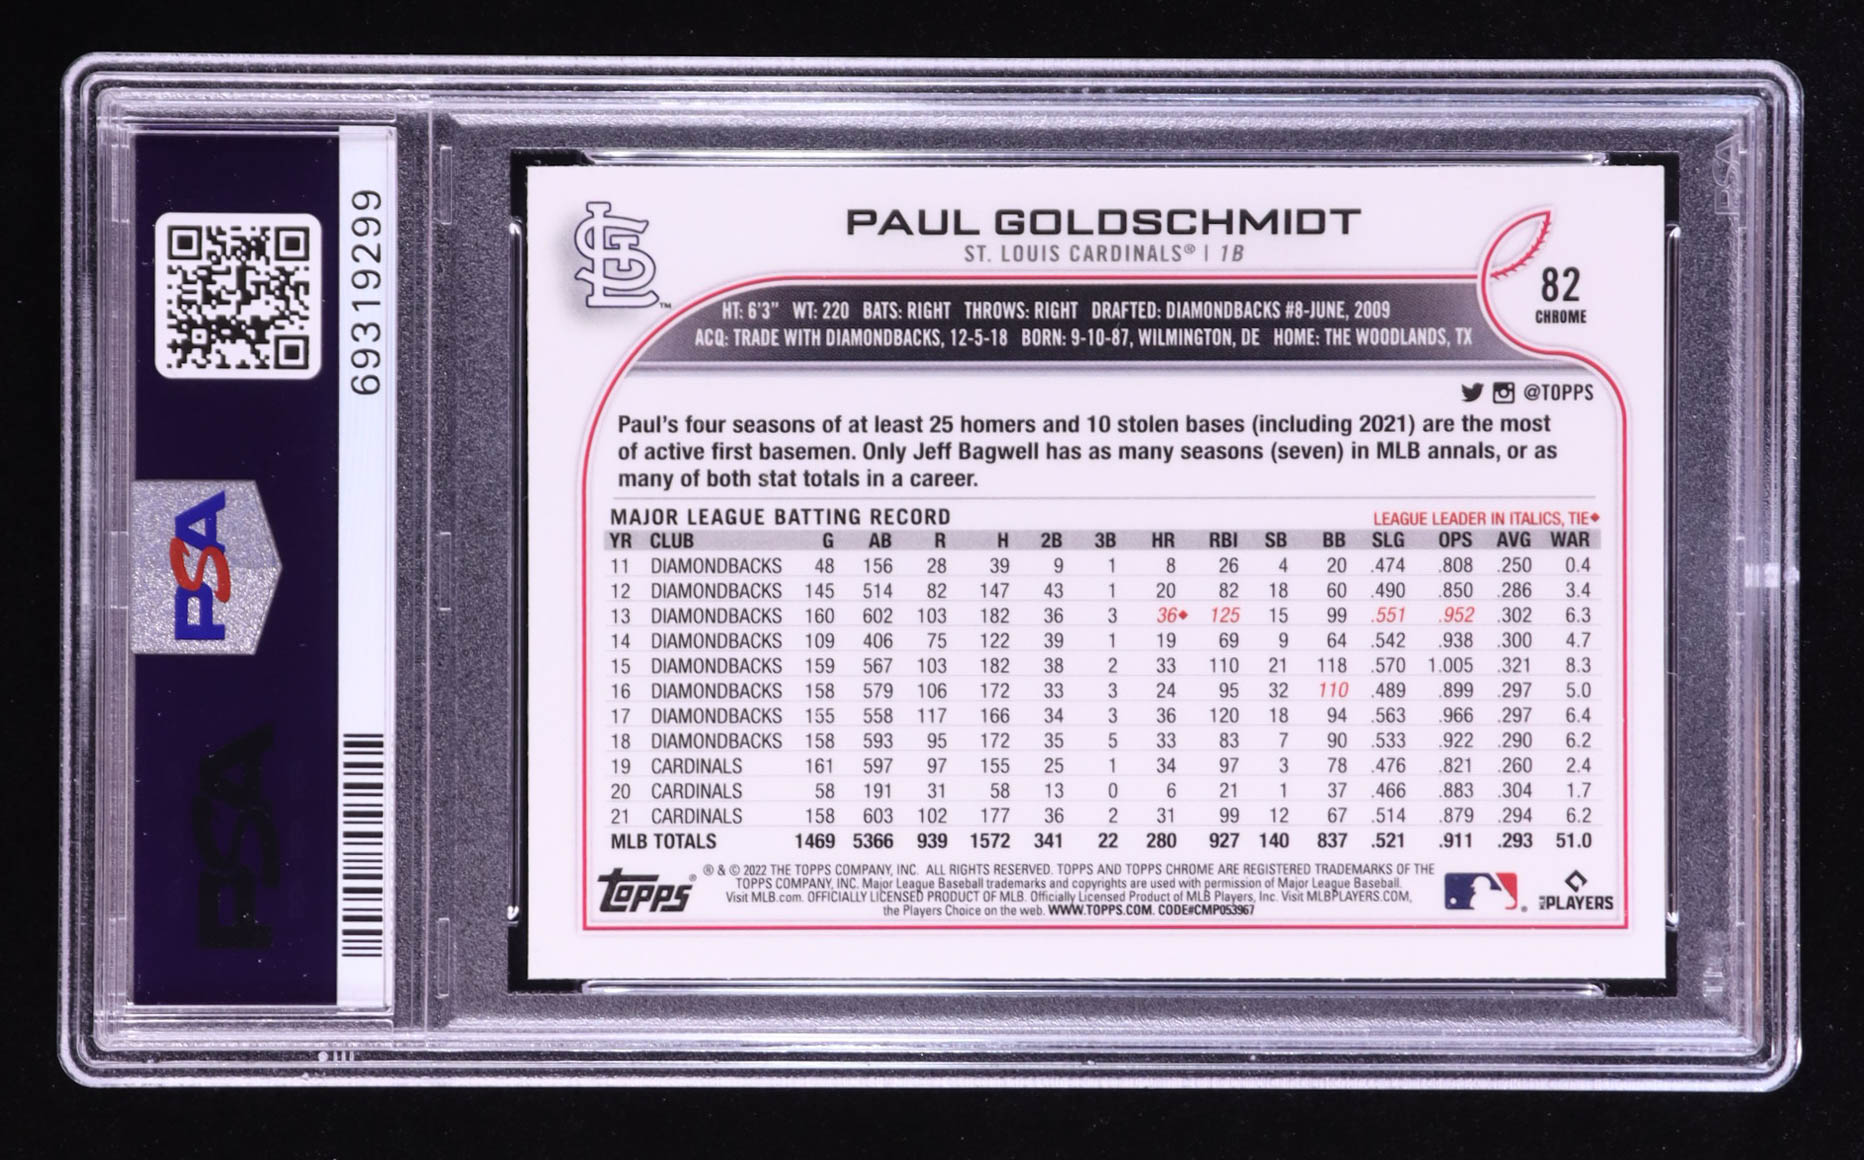 69319299
PSA
PSA
PSA
STL
PAUL GOLDSCHMIDT
ST. LOUIS CARDINALS® | 1B
82
CHROME
HT: 6'3" WT: 220 BATS: RIGHT THROWS: RIGHT DRAFTED: DIAMONDBACKS #8-JUNE, 2009
ACQ: TRADE WITH DIAMONDBACKS, 12-5-18 BORN: 9-10-87, WILMINGTON, DE HOME: THE WOODLANDS, TX
@TOPPS
Paul's four seasons of at least 25 homers and 10 stolen bases (including 2021) are the most
of active first basemen. Only Jeff Bagwell has as many seasons (seven) in MLB annals, or as
many of both stat totals in a career.
MAJOR LEAGUE BATTING RECORD LEAGUE LEADER IN ITALICS, TIE◆
YR CLUB G AB R H 2B 3B HR RBI SB BB SLG OPS AVG WAR
11 DIAMONDBACKS 48 156 28 39 9 1 8 26 4 20 .474 .808 .250 0.4
12 DIAMONDBACKS 145 514 82 147 43 1 20 82 18 60 .490 .850 .286 3.4
13 DIAMONDBACKS 160 602 103 182 36 3 36◆ 125 15 99 .551 .952 .302 6.3
14 DIAMONDBACKS 109 406 75 122 39 1 19 69 9 64 .542 .938 .300 4.7
15 DIAMONDBACKS 159 567 103 182 38 2 33 110 21 118 .570 1.005 .321 8.3
16 DIAMONDBACKS 158 579 106 172 33 3 24 95 32 110 .489 .899 .297 5.0
17 DIAMONDBACKS 155 558 117 166 34 3 36 120 18 94 .563 .966 .297 6.4
18 DIAMONDBACKS 158 593 95 172 35 5 33 83 7 90 .533 .922 .290 6.2
19 CARDINALS 161 597 97 155 25 1 34 97 3 78 .476 .821 .260 2.4
20 CARDINALS 58 191 31 58 13 0 6 21 1 37 .466 .883 .304 1.7
21 CARDINALS 158 603 102 177 36 2 31 99 12 67 .514 .879 .294 6.2
MLB TOTALS 1469 5366 939 1572 341 22 280 927 140 837 .521 .911 .293 51.0
TOPPS®
® & © 2022 THE TOPPS COMPANY, INC. ALL RIGHTS RESERVED. TOPPS AND TOPPS CHROME ARE REGISTERED TRADEMARKS OF THE
TOPPS COMPANY, INC. Major League Baseball trademarks and copyrights are used with permission of Major League Baseball.
Visit MLB.com. OFFICIALLY LICENSED PRODUCT OF MLB. Officially Licensed Product of MLB Players, Inc. Visit MLBPLAYERS.COM,
the Players Choice on the web. WWW.TOPPS.COM. CODE#CMP053967
MLB PLAYERS